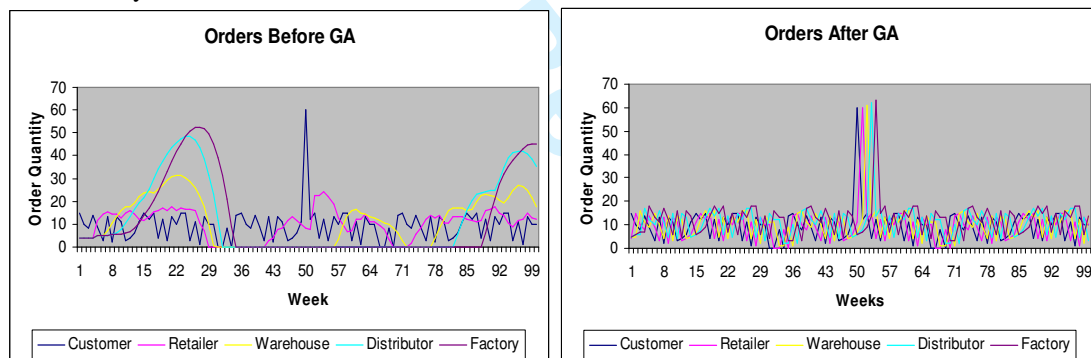 Orders Before GA
Order Quantity
70
60
50
40
30
20
10
0
1 8 15 22 29 36 43 50 57 64 71 78 85 92 99
Week
Customer Retailer Warehouse Distributor Factory
Orders After GA
Order Quantity
70
60
50
40
30
20
10
0
1 8 15 22 29 36 43 50 57 64 71 78 85 92 99
Weeks
Customer Retailer Warehouse Distributor Factory